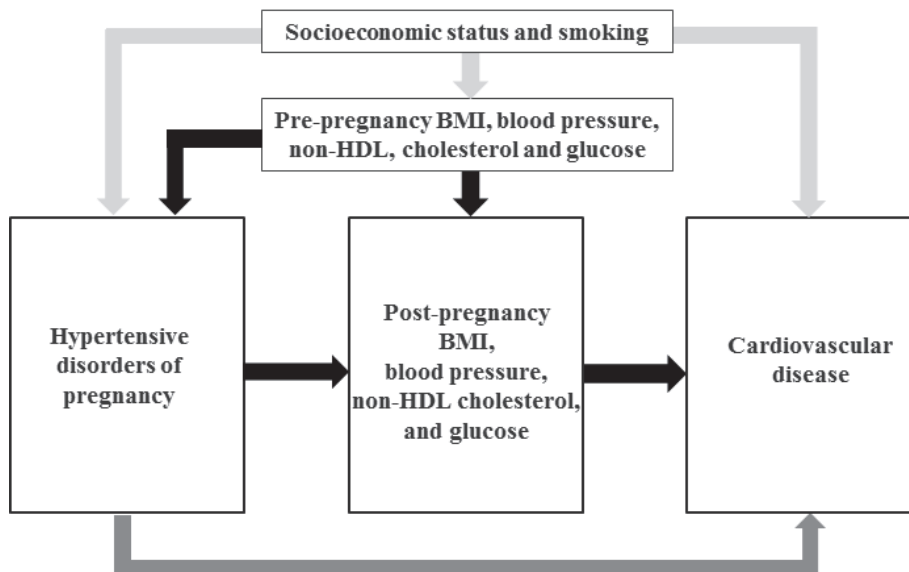 Socioeconomic status and smoking
Pre-pregnancy BMI, blood pressure,
non-HDL, cholesterol and glucose
Hypertensive
disorders of
pregnancy
Post-pregnancy
BMI,
blood pressure,
non-HDL cholesterol,
and glucose
Cardiovascular
disease